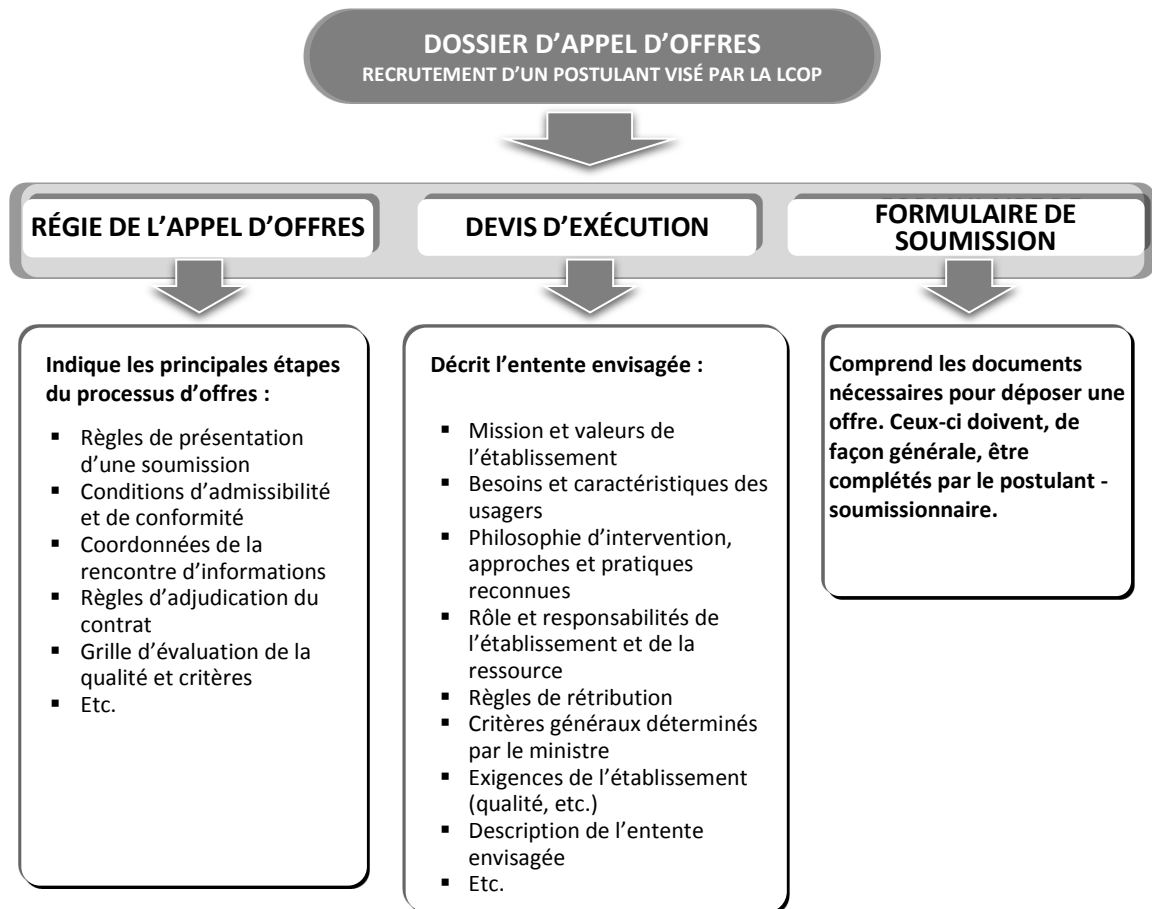 DOSSIER D’APPEL D’OFFRES
RECRUTEMENT D’UN POSTULANT VISÉ PAR LA LCOP
RÉGIE DE L’APPEL D’OFFRES
DEVIS D’EXÉCUTION
FORMULAIRE DE
SOUMISSION
Indique les principales étapes
du processus d’offres :
▪ Règles de présentation
d’une soumission
▪ Conditions d’admissibilité
et de conformité
▪ Coordonnées de la
rencontre d’informations
▪ Règles d’adjudication du
contrat
▪ Grille d’évaluation de la
qualité et critères
▪ Etc.
Décrit l’entente envisagée :
▪ Mission et valeurs de
l’établissement
▪ Besoins et caractéristiques des
usagers
▪ Philosophie d’intervention,
approches et pratiques
reconnues
▪ Rôle et responsabilités de
l’établissement et de la
ressource
▪ Règles de rétribution
▪ Critères généraux déterminés
par le ministre
▪ Exigences de l’établissement
(qualité, etc.)
▪ Description de l’entente
envisagée
▪ Etc.
Comprend les documents
nécessaires pour déposer une
offre. Ceux-ci doivent, de
façon générale, être
complétés par le postulant -
soumissionnaire.